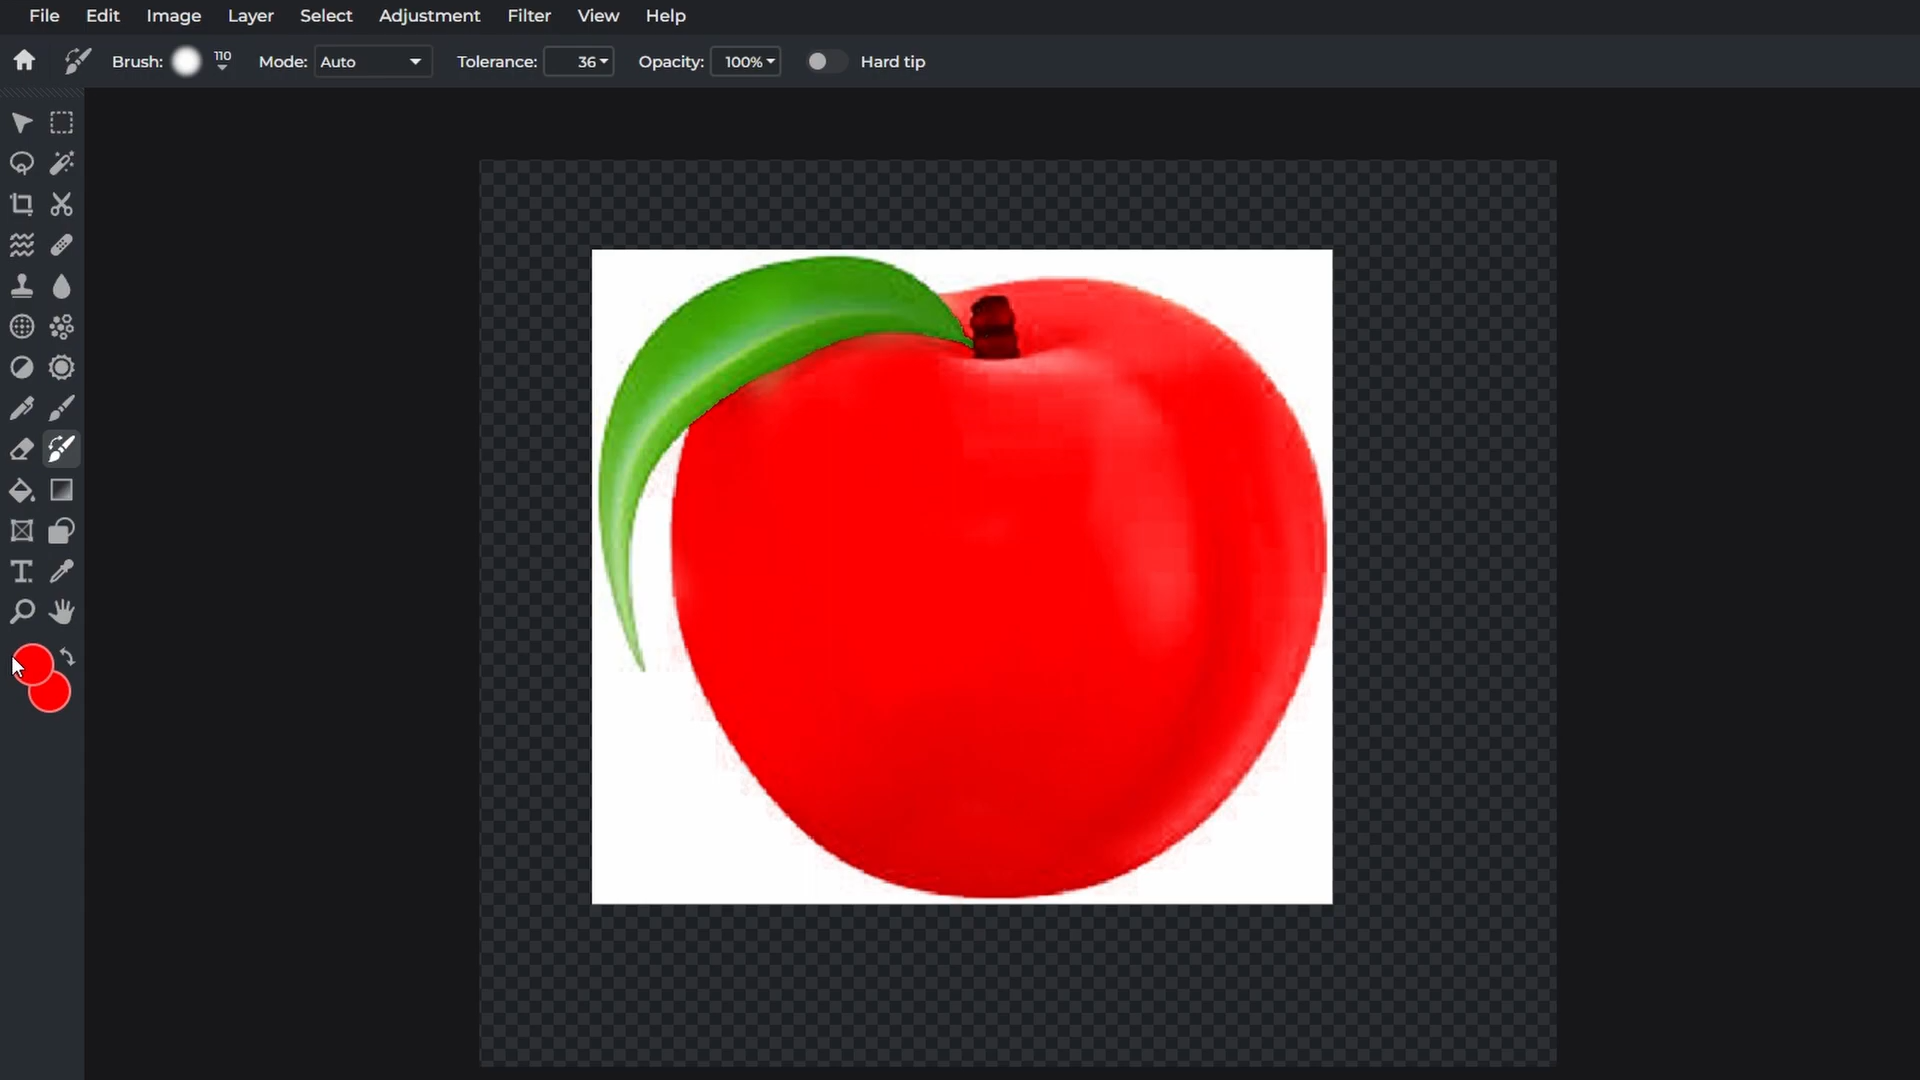 File Edit Image Layer Select Adjustment Filter View Help
Brush: 110 Mode: Auto Tolerance: 36 Opacity: 100% Hard tip
T